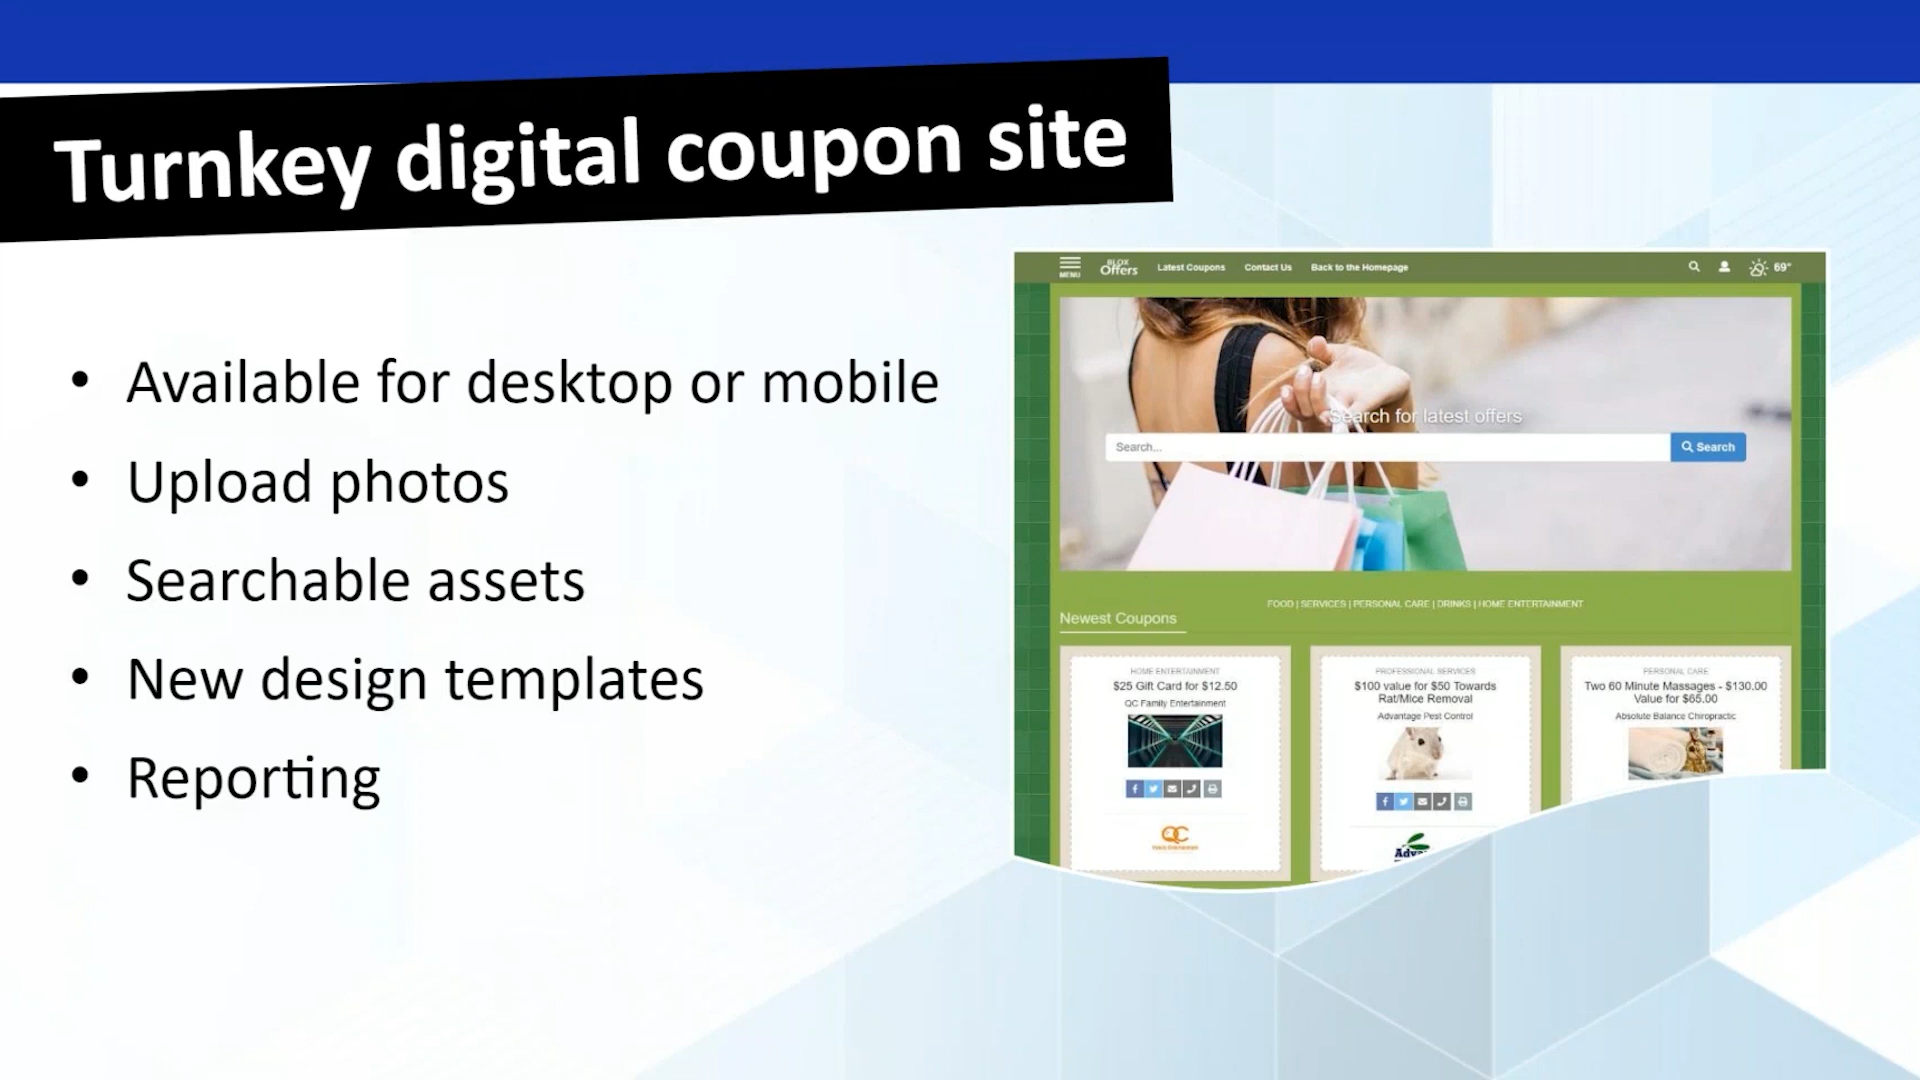 Turnkey digital coupon site
• Available for desktop or mobile
• Upload photos
• Searchable assets
• New design templates
• Reporting
MENU
BLOX
Offers
Latest Coupons
Contact Us
Back to the Homepage
69°
Search for latest offers
Search...
Search
FOOD | SERVICES | PERSONAL CARE | DRINKS | HOME ENTERTAINMENT
Newest Coupons
HOME ENTERTAINMENT
$25 Gift Card for $12.50
QC Family Entertainment
QC
PROFESSIONAL SERVICES
$100 value for $50 Towards
Rat/Mice Removal
Advantage Pest Control
PERSONAL CARE
Two 60 Minute Massages - $130.00
Value for $65.00
Absolute Balance Chiropractic